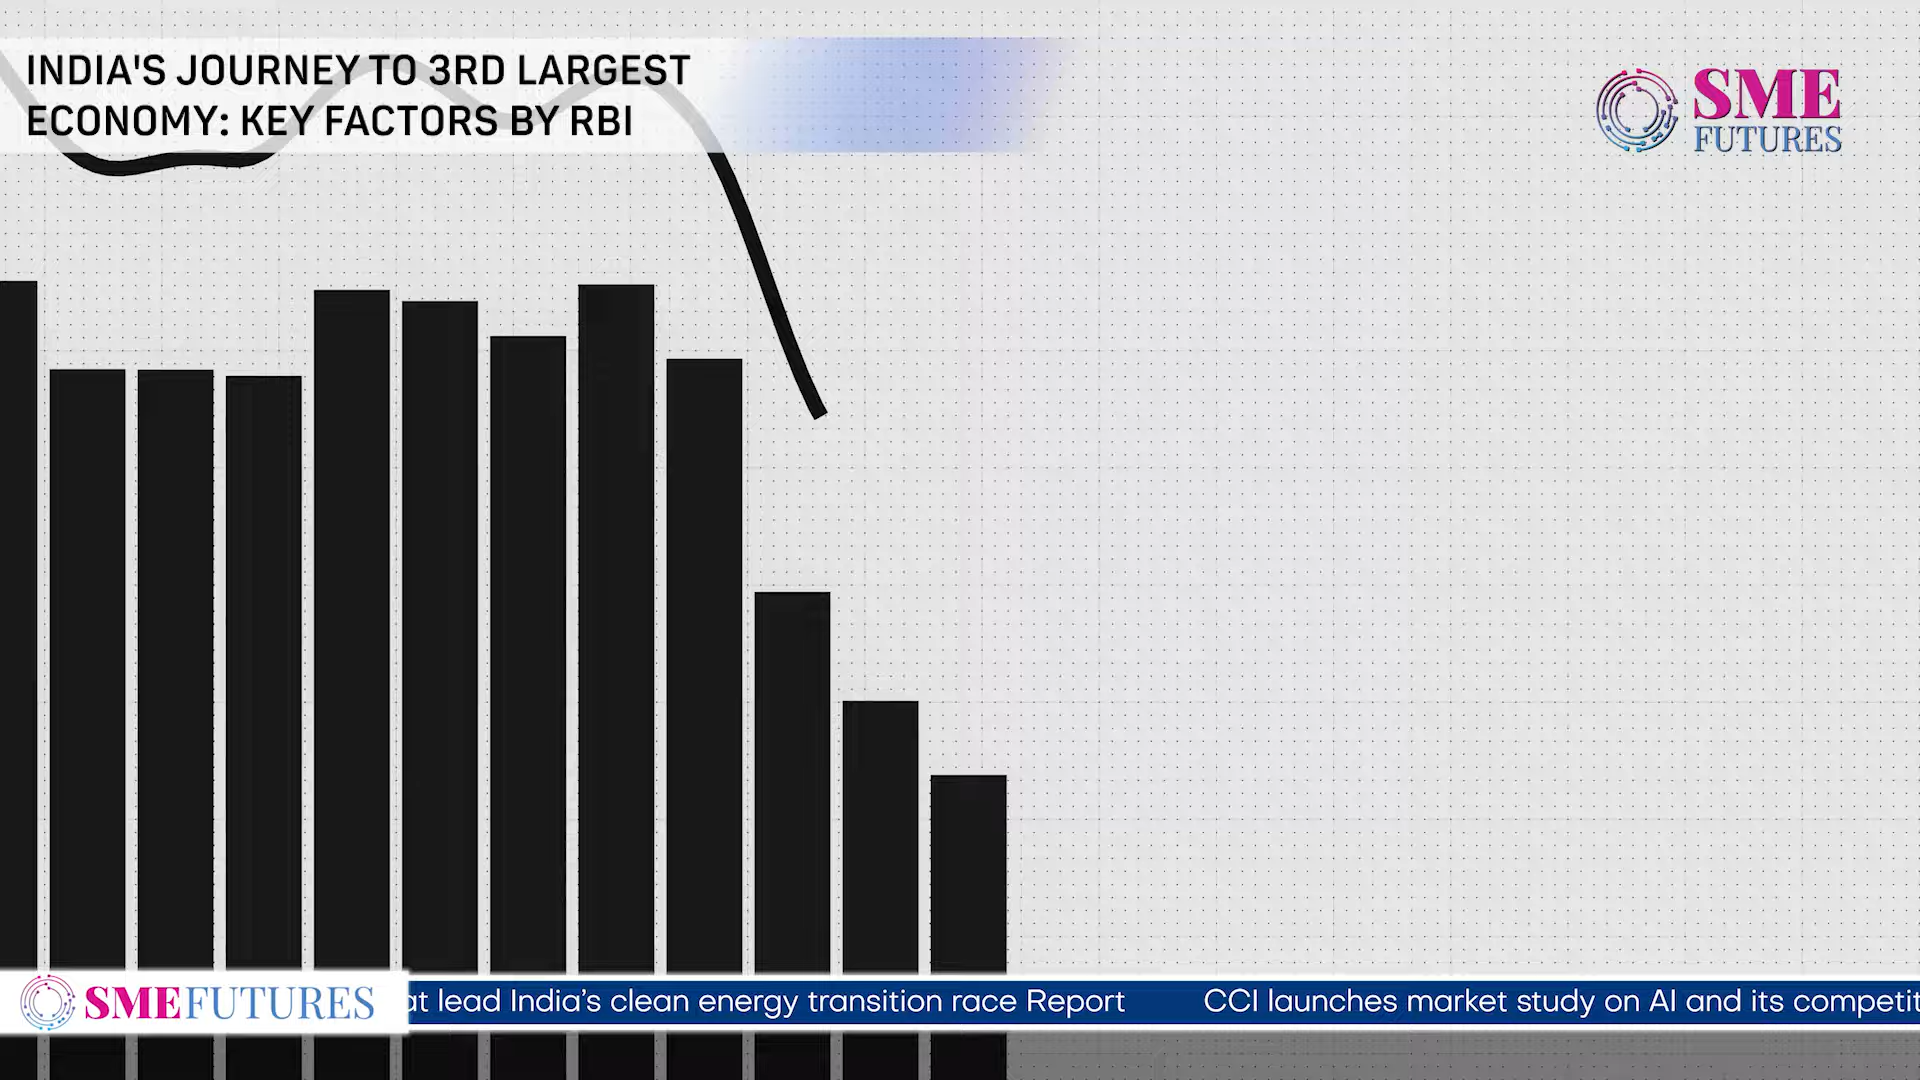 INDIA'S JOURNEY TO 3RD LARGEST
ECONOMY: KEY FACTORS BY RBI
SME
FUTURES
SMEFUTURES
at lead India’s clean energy transition race Report
CCI launches market study on AI and its